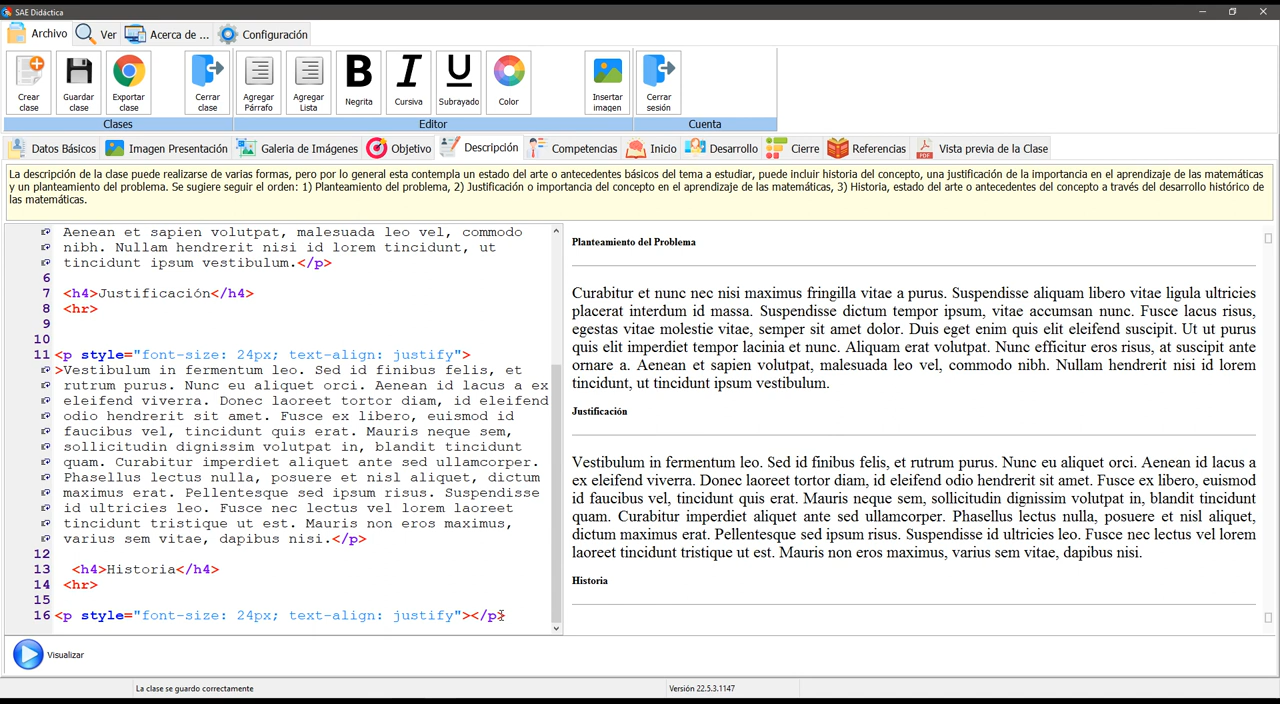 SAE Didáctica
Archivo Ver Acerca de ... Configuración
Crear clase
Guardar clase
Exportar clase
Cerrar clase
Agregar Párrafo
Agregar Lista
B
Negrita
I
Cursiva
U
Subrayado
Color
Insertar imagen
Cerrar sesión
Clases Editor Cuenta
Datos Básicos Imagen Presentación Galeria de Imágenes Objetivo Descripción Competencias Inicio Desarrollo Cierre Referencias PDF Vista previa de la Clase
La descripción de la clase puede realizarse de varias formas, pero por lo general esta contempla un estado del arte o antecedentes básicos del tema a estudiar, puede incluir historia del concepto, una justificación de la importancia en el aprendizaje de las matemáticas
y un planteamiento del problema. Se sugiere seguir el orden: 1) Planteamiento del problema, 2) Justificación o importancia del concepto en el aprendizaje de las matemáticas, 3) Historia, estado del arte o antecedentes del concepto a través del desarrollo histórico de
las matemáticas.
Aenean et sapien volutpat, malesuada leo vel, commodo
nibh. Nullam hendrerit nisi id lorem tincidunt, ut
tincidunt ipsum vestibulum.</p>
6
7 <h4>Justificación</h4>
8 <hr>
9
10
11 <p style="font-size: 24px; text-align: justify">
>Vestibulum in fermentum leo. Sed id finibus felis, et
rutrum purus. Nunc eu aliquet orci. Aenean id lacus a ex
eleifend viverra. Donec laoreet tortor diam, id eleifend
odio hendrerit sit amet. Fusce ex libero, euismod id
faucibus vel, tincidunt quis erat. Mauris neque sem,
sollicitudin dignissim volutpat in, blandit tincidunt
quam. Curabitur imperdiet aliquet ante sed ullamcorper.
Phasellus lectus nulla, posuere et nisl aliquet, dictum
maximus erat. Pellentesque sed ipsum risus. Suspendisse
id ultricies leo. Fusce nec lectus vel lorem laoreet
tincidunt tristique ut est. Mauris non eros maximus,
varius sem vitae, dapibus nisi.</p>
12
13 <h4>Historia</h4>
14 <hr>
15
16 <p style="font-size: 24px; text-align: justify"></p>
Planteamiento del Problema
Curabitur et nunc nec nisi maximus fringilla vitae a purus. Suspendisse aliquam libero vitae ligula ultricies
placerat interdum id massa. Suspendisse dictum tempor ipsum, vitae accumsan nunc. Fusce lacus risus,
egestas vitae molestie vitae, semper sit amet dolor. Duis eget enim quis elit eleifend suscipit. Ut ut purus
quis elit imperdiet tempor lacinia et nunc. Aliquam erat volutpat. Nunc efficitur eros risus, at suscipit ante
ornare a. Aenean et sapien volutpat, malesuada leo vel, commodo nibh. Nullam hendrerit nisi id lorem
tincidunt, ut tincidunt ipsum vestibulum.
Justificación
Vestibulum in fermentum leo. Sed id finibus felis, et rutrum purus. Nunc eu aliquet orci. Aenean id lacus a
ex eleifend viverra. Donec laoreet tortor diam, id eleifend odio hendrerit sit amet. Fusce ex libero, euismod
id faucibus vel, tincidunt quis erat. Mauris neque sem, sollicitudin dignissim volutpat in, blandit tincidunt
quam. Curabitur imperdiet aliquet ante sed ullamcorper. Phasellus lectus nulla, posuere et nisl aliquet,
dictum maximus erat. Pellentesque sed ipsum risus. Suspendisse id ultricies leo. Fusce nec lectus vel lorem
laoreet tincidunt tristique ut est. Mauris non eros maximus, varius sem vitae, dapibus nisi.
Historia
Visualizar
La clase se guardo correctamente
Versión 22.5.3.1147